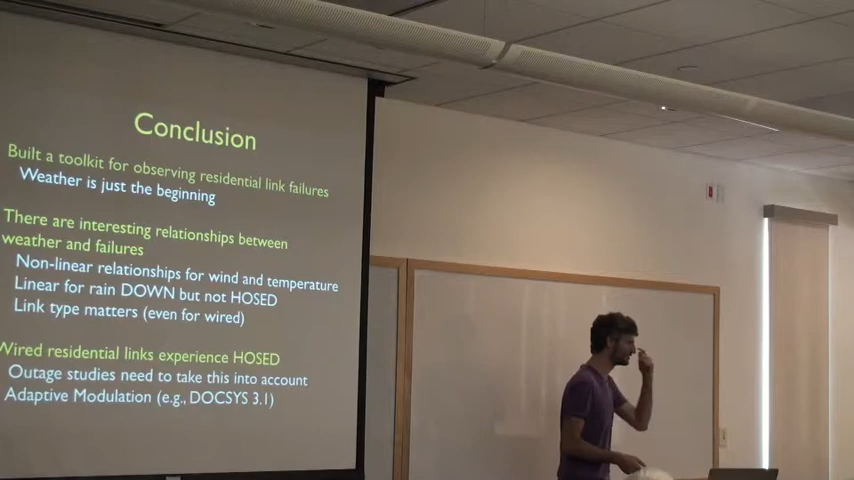 Conclusion
Built a toolkit for observing residential link failures
Weather is just the beginning
There are interesting relationships between
weather and failures
Non-linear relationships for wind and temperature
Linear for rain DOWN but not HOSED
Link type matters (even for wired)
Wired residential links experience HOSED
Outage studies need to take this into account
Adaptive Modulation (e.g., DOCSYS 3.1)